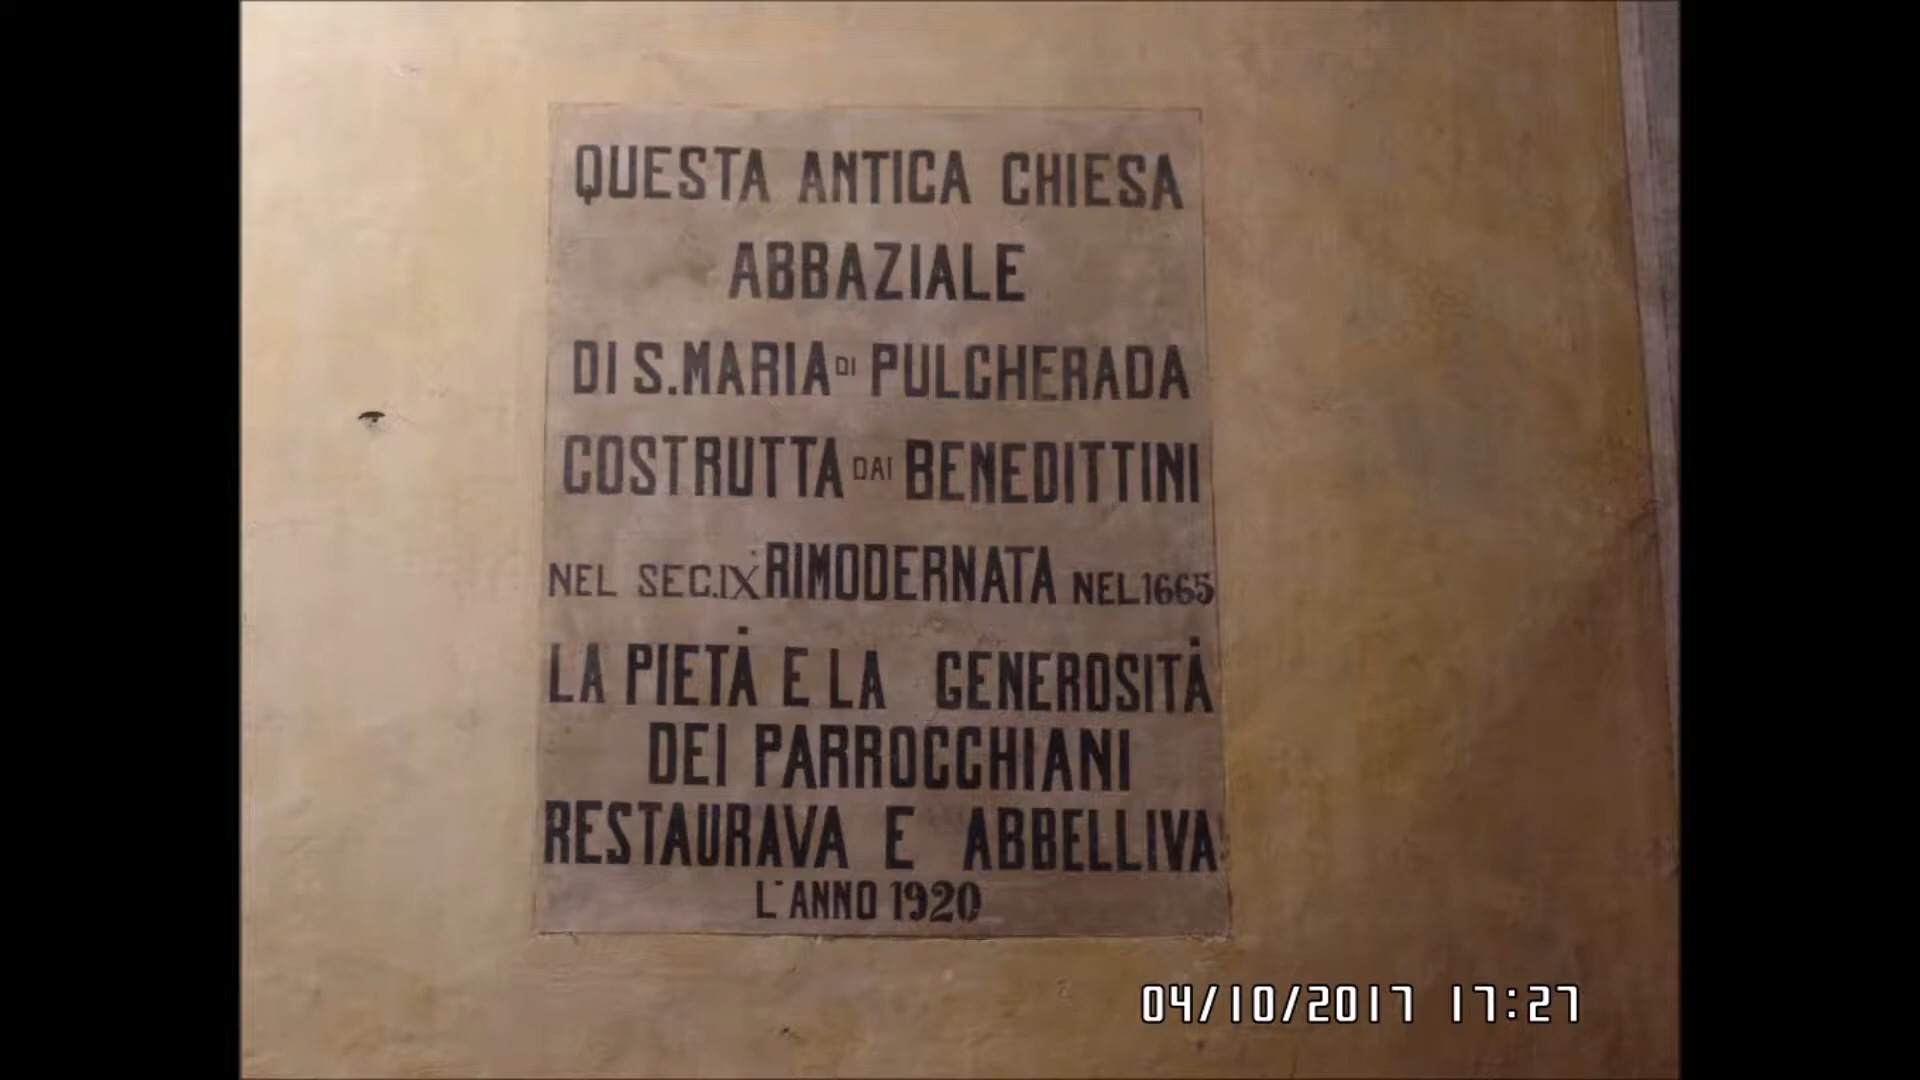 QUESTA ANTICA CHIESA
ABBAZIALE
DI S. MARIA DI PULCHERADA
COSTRUTTA DAI BENEDITTINI
NEL SEC. IX RIMODERNATA NEL 1665
LA PIETÀ E LA GENEROSITÀ
DEI PARROCCHIANI
RESTAURAVA E ABBELLIVA
L'ANNO 1920
04/10/2017 17:27